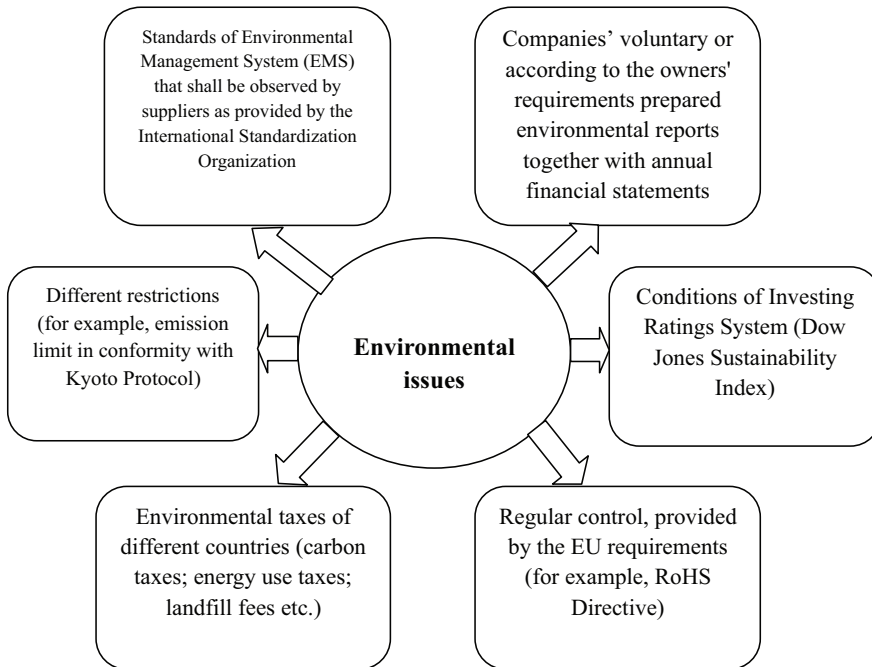 Standards of Environmental
Management System (EMS)
that shall be observed by
suppliers as provided by the
International Standardization
Organization
Companies’ voluntary or
according to the owners'
requirements prepared
environmental reports
together with annual
financial statements
Different restrictions
(for example, emission
limit in conformity with
Kyoto Protocol)
Environmental
issues
Conditions of Investing
Ratings System (Dow
Jones Sustainability
Index)
Environmental taxes of
different countries (carbon
taxes; energy use taxes;
landfill fees etc.)
Regular control, provided
by the EU requirements
(for example, RoHS
Directive)